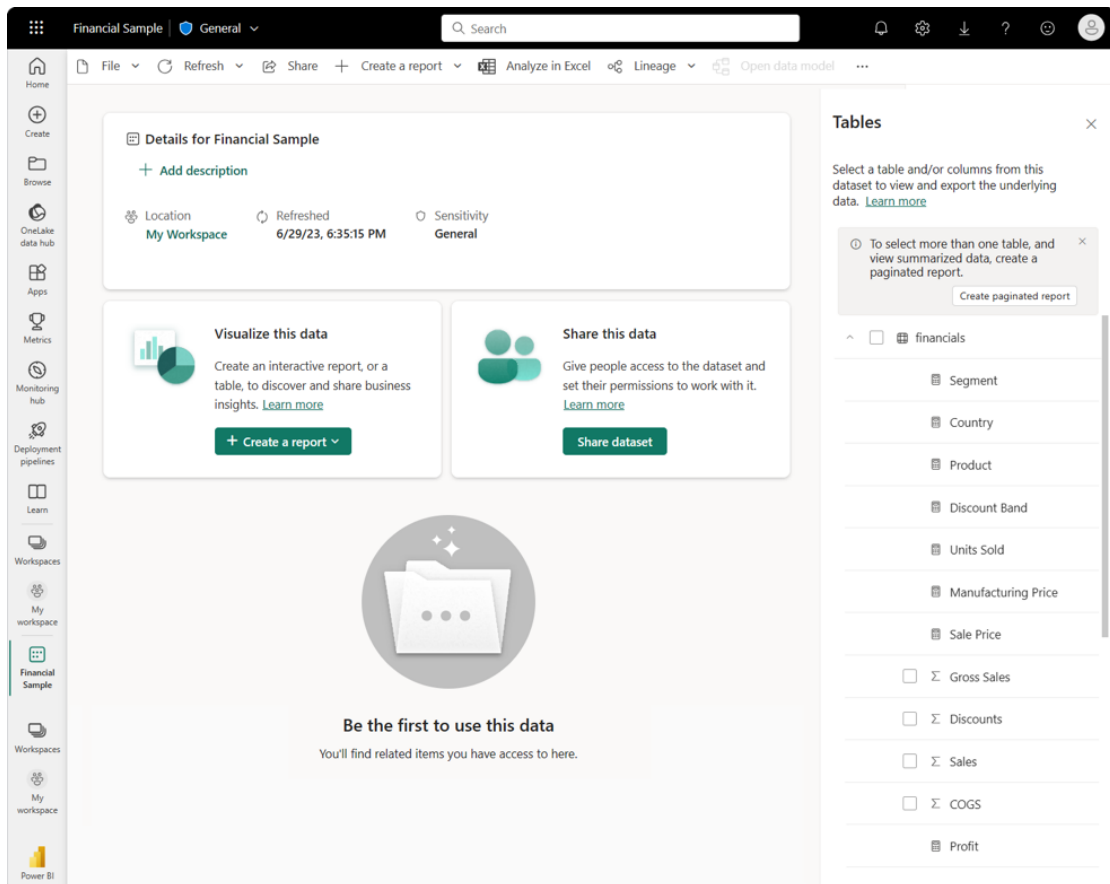 Financial Sample General
Search
File Refresh Share Create a report Analyze in Excel Lineage Open data model ...
Home
Create
Browse
OneLake
data hub
Apps
Metrics
Monitoring
hub
Deployment
pipelines
Learn
Workspaces
My
workspace
Financial
Sample
Workspaces
My
workspace
Power BI
Details for Financial Sample
Add description
Location Refreshed Sensitivity
My Workspace 6/29/23, 6:35:15 PM General
Visualize this data
Create an interactive report, or a
table, to discover and share business
insights. Learn more
+ Create a report
Share this data
Give people access to the dataset and
set their permissions to work with it.
Learn more
Share dataset
Be the first to use this data
You'll find related items you have access to here.
Tables
Select a table and/or columns from this
dataset to view and export the underlying
data. Learn more
To select more than one table, and
view summarized data, create a
paginated report.
Create paginated report
financials
Segment
Country
Product
Discount Band
Units Sold
Manufacturing Price
Sale Price
Σ Gross Sales
Σ Discounts
Σ Sales
Σ COGS
Profit